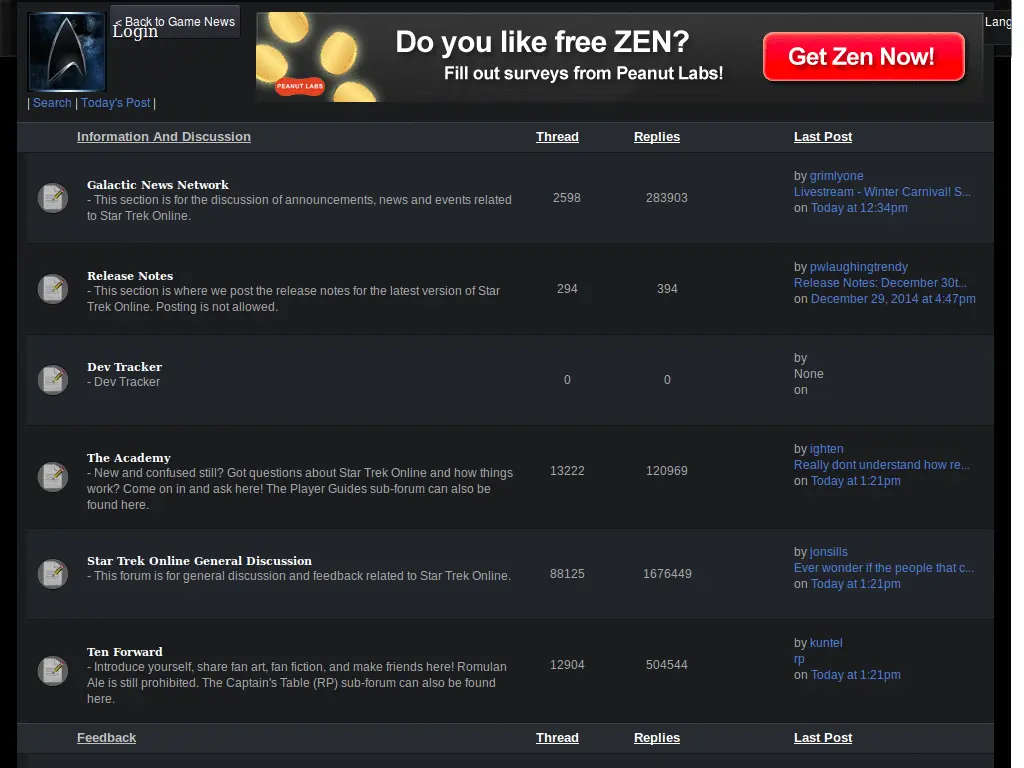 < Back to Game News
Login
Do you like free ZEN?
Fill out surveys from Peanut Labs!
PEANUT LABS
Get Zen Now!
Lang
| Search | Today's Post |
Information And Discussion Thread Replies Last Post
Galactic News Network
- This section is for the discussion of announcements, news and events related
to Star Trek Online.
2598 283903
by grimlyone
Livestream - Winter Carnival! S...
on Today at 12:34pm
Release Notes
- This section is where we post the release notes for the latest version of Star
Trek Online. Posting is not allowed.
294 394
by pwlaughingtrendy
Release Notes: December 30t...
on December 29, 2014 at 4:47pm
Dev Tracker
- Dev Tracker
0 0
by
None
on
The Academy
- New and confused still? Got questions about Star Trek Online and how things
work? Come on in and ask here! The Player Guides sub-forum can also be
found here.
13222 120969
by ighten
Really dont understand how re...
on Today at 1:21pm
Star Trek Online General Discussion
- This forum is for general discussion and feedback related to Star Trek Online.
88125 1676449
by jonsills
Ever wonder if the people that c...
on Today at 1:21pm
Ten Forward
- Introduce yourself, share fan art, fan fiction, and make friends here! Romulan
Ale is still prohibited. The Captain's Table (RP) sub-forum can also be found
here.
12904 504544
by kuntel
rp
on Today at 1:21pm
Feedback Thread Replies Last Post